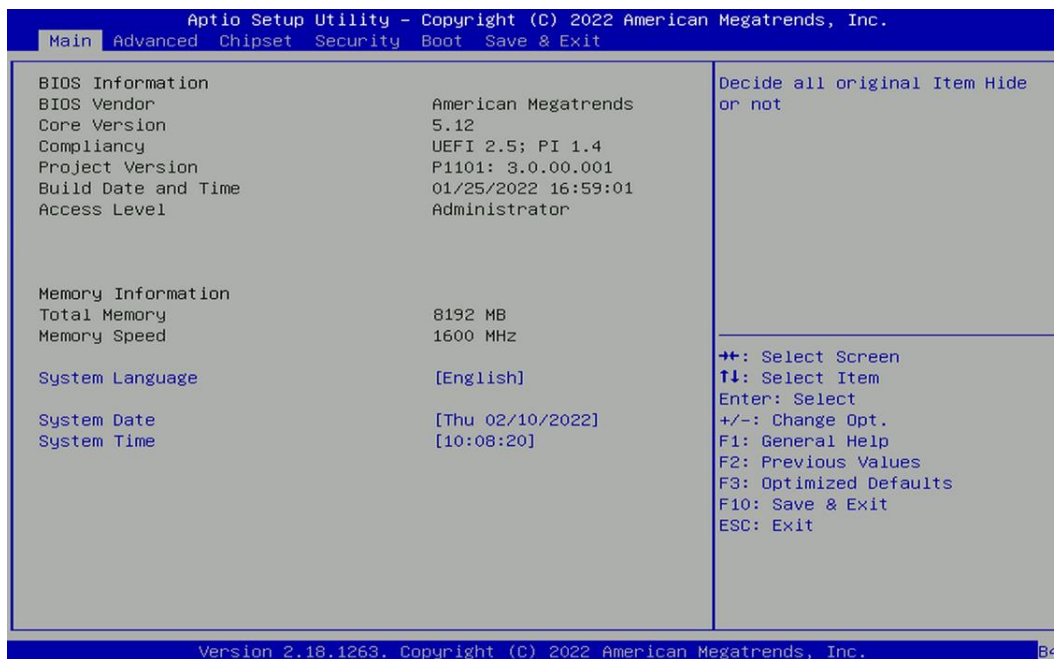 Aptio Setup Utility – Copyright (C) 2022 American Megatrends, Inc.
Main Advanced Chipset Security Boot Save & Exit
BIOS Information
BIOS Vendor American Megatrends
Core Version 5.12
Compliancy UEFI 2.5; PI 1.4
Project Version P1101: 3.0.00.001
Build Date and Time 01/25/2022 16:59:01
Access Level Administrator
Memory Information
Total Memory 8192 MB
Memory Speed 1600 MHz
System Language [English]
System Date [Thu 02/10/2022]
System Time [10:08:20]
Decide all original Item Hide
or not
→←: Select Screen
↑↓: Select Item
Enter: Select
+/-: Change Opt.
F1: General Help
F2: Previous Values
F3: Optimized Defaults
F10: Save & Exit
ESC: Exit
Version 2.18.1263. Copyright (C) 2022 American Megatrends, Inc.